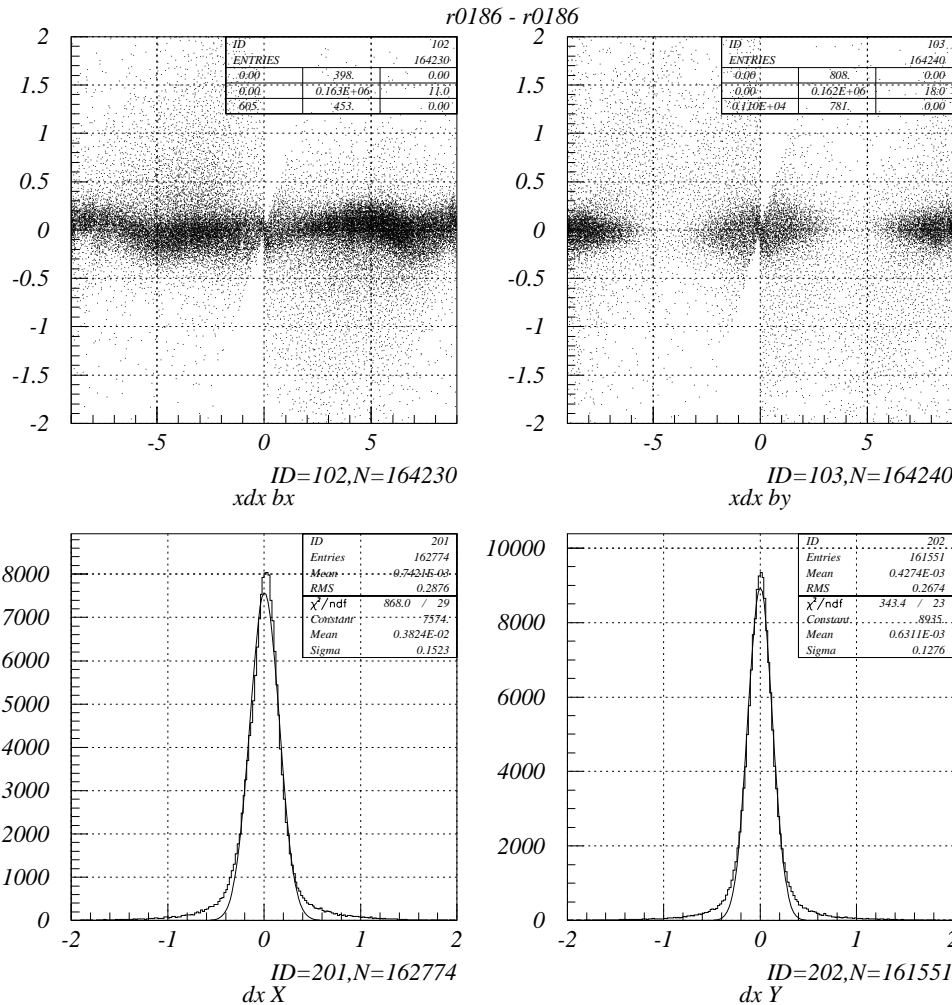 r0186 - r0186
2
1.5
1
0.5
0
-0.5
-1
-1.5
-2
-5 0 5
ID 102
ENTRIES 164230
0.00 398. 0.00
0.00 0.163E+06 11.0
605. 453. 0.00
ID=102,N=164230
xdx bx
2
1.5
1
0.5
0
-0.5
-1
-1.5
-2
-5 0 5
ID 103
ENTRIES 164240
0.00 808. 0.00
0.00 0.162E+06 18.0
0.110E+04 781. 0.00
ID=103,N=164240
xdx by
8000
7000
6000
5000
4000
3000
2000
1000
0
-2 -1 0 1 2
ID 201
Entries 162774
Mean 0.7421E-03
RMS 0.2876
χ²/ndf 868.0 / 29
Constant 7574.
Mean 0.3824E-02
Sigma 0.1523
ID=201,N=162774
dx X
10000
8000
6000
4000
2000
0
-2 -1 0 1 2
ID 202
Entries 161551
Mean 0.4274E-03
RMS 0.2674
χ²/ndf 343.4 / 23
Constant 8935.
Mean 0.6311E-03
Sigma 0.1276
ID=202,N=161551
dx Y